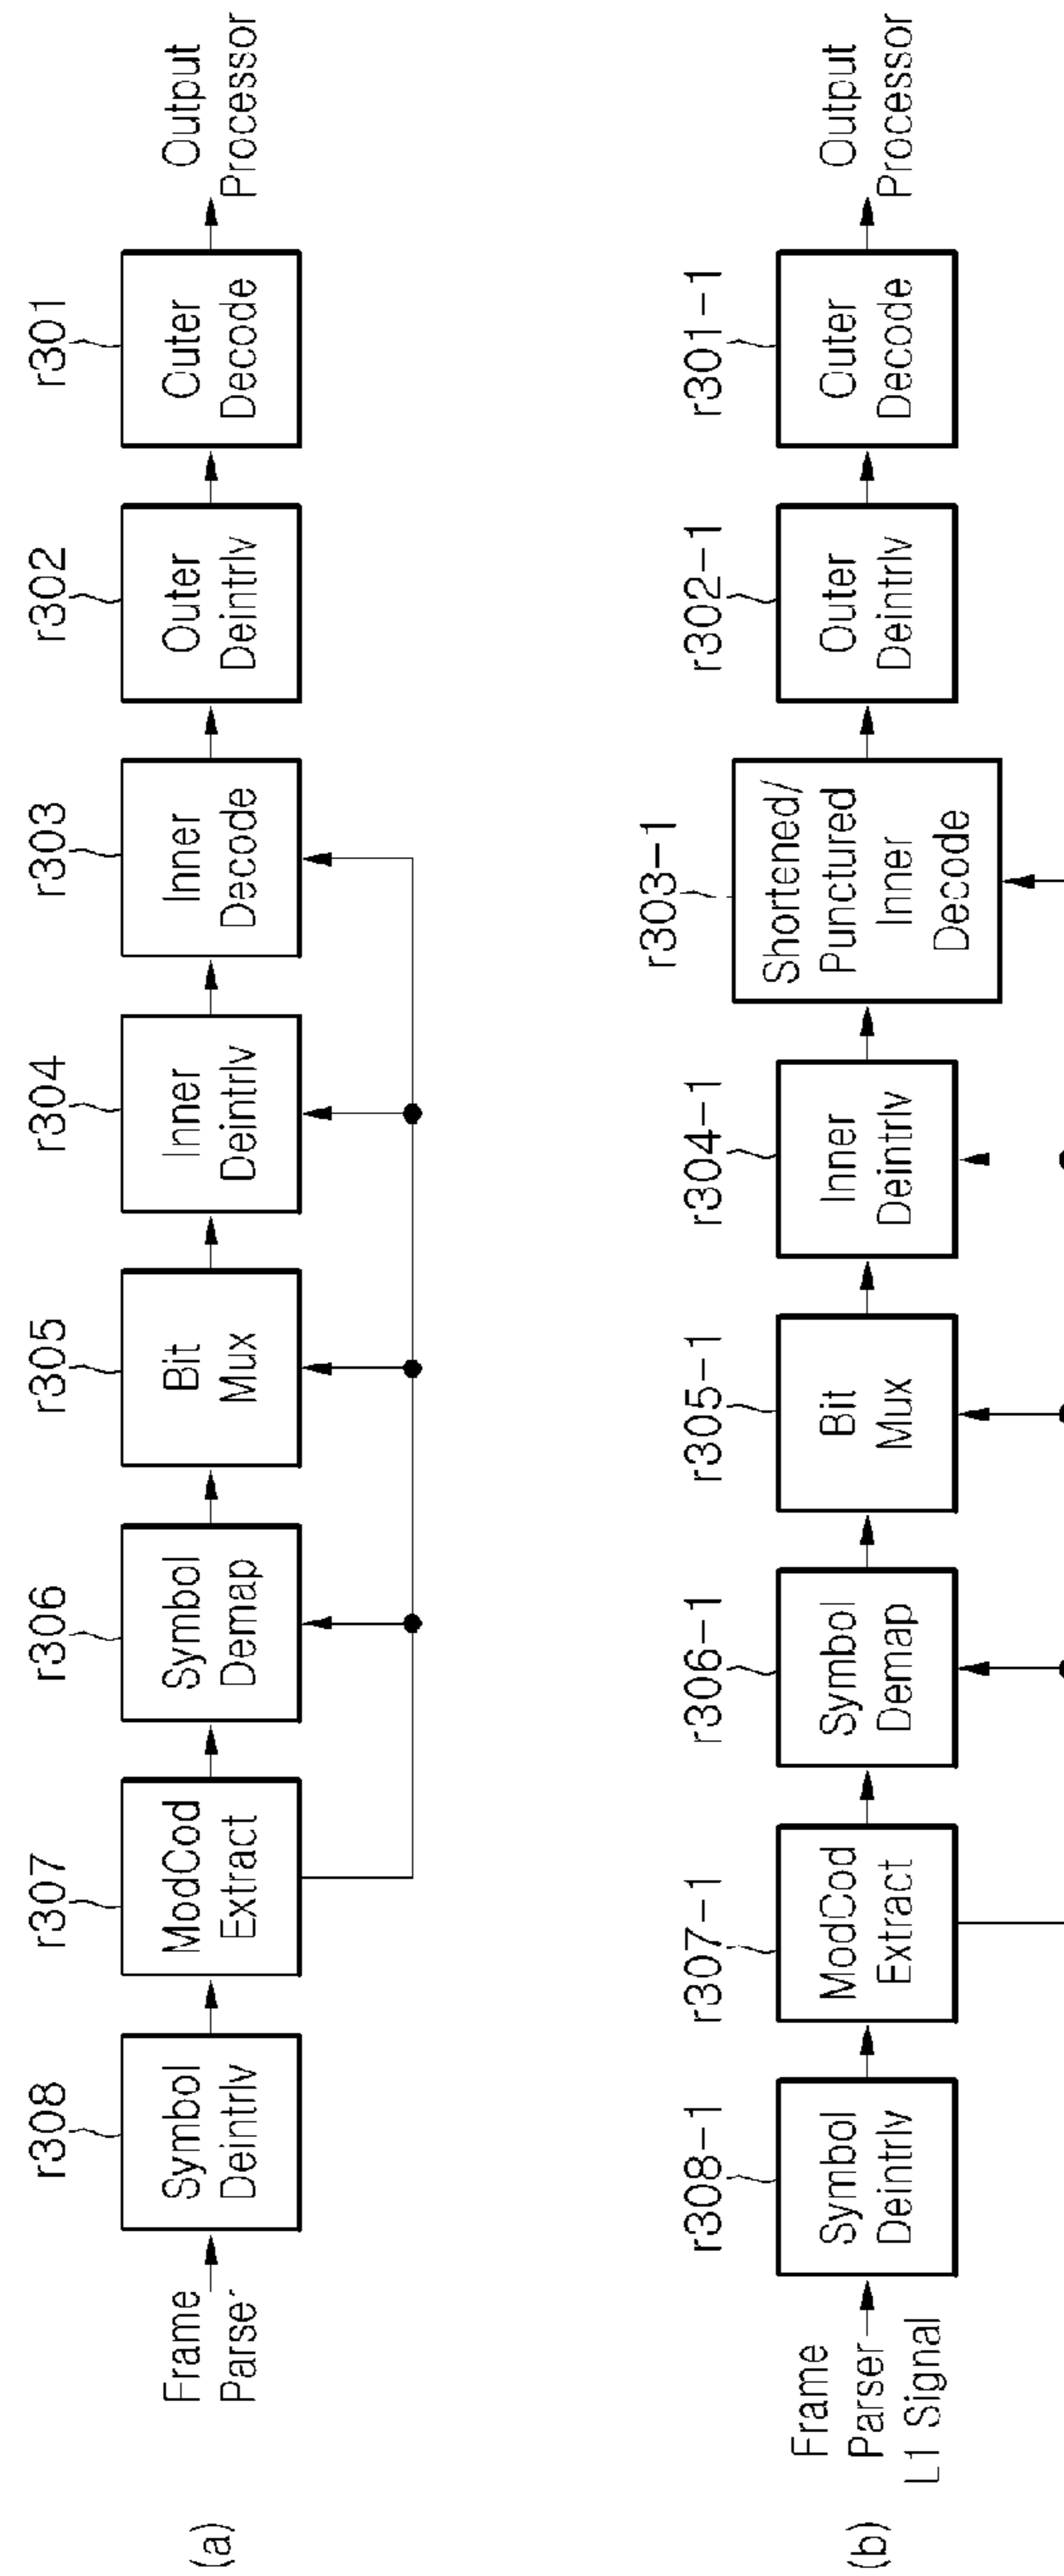 (a)
Frame
Parser
r308
Symbol
Deintrlv
r307
ModCod
Extract
r306
Symbol
Demap
r305
Bit
Mux
r304
Inner
Deintrlv
r303
Inner
Decode
r302
Outer
Deintrlv
r301
Outer
Decode
Output
Processor
(b)
Frame
Parser
L1 Signal
r308-1
Symbol
Deintrlv
r307-1
ModCod
Extract
r306-1
Symbol
Demap
r305-1
Bit
Mux
r304-1
Inner
Deintrlv
r303-1
Shortened/
Punctured
Inner
Decode
r302-1
Outer
Deintrlv
r301-1
Outer
Decode
Output
Processor